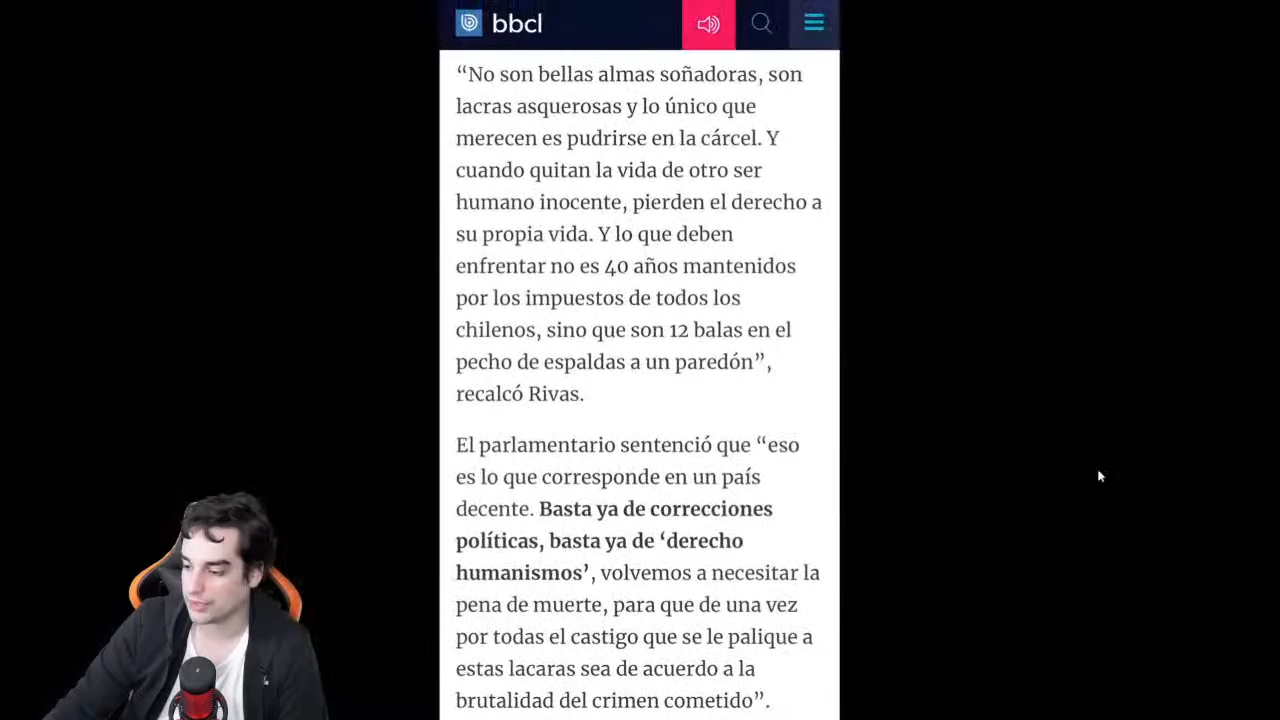 bbcl
“No son bellas almas soñadoras, son
lacras asquerosas y lo único que
merecen es pudrirse en la cárcel. Y
cuando quitan la vida de otro ser
humano inocente, pierden el derecho a
su propia vida. Y lo que deben
enfrentar no es 40 años mantenidos
por los impuestos de todos los
chilenos, sino que son 12 balas en el
pecho de espaldas a un paredón”,
recalcó Rivas.
El parlamentario sentenció que “eso
es lo que corresponde en un país
decente. Basta ya de correcciones
políticas, basta ya de ‘derecho
humanismos’, volvemos a necesitar la
pena de muerte, para que de una vez
por todas el castigo que se le palique a
estas lacaras sea de acuerdo a la
brutalidad del crimen cometido”.